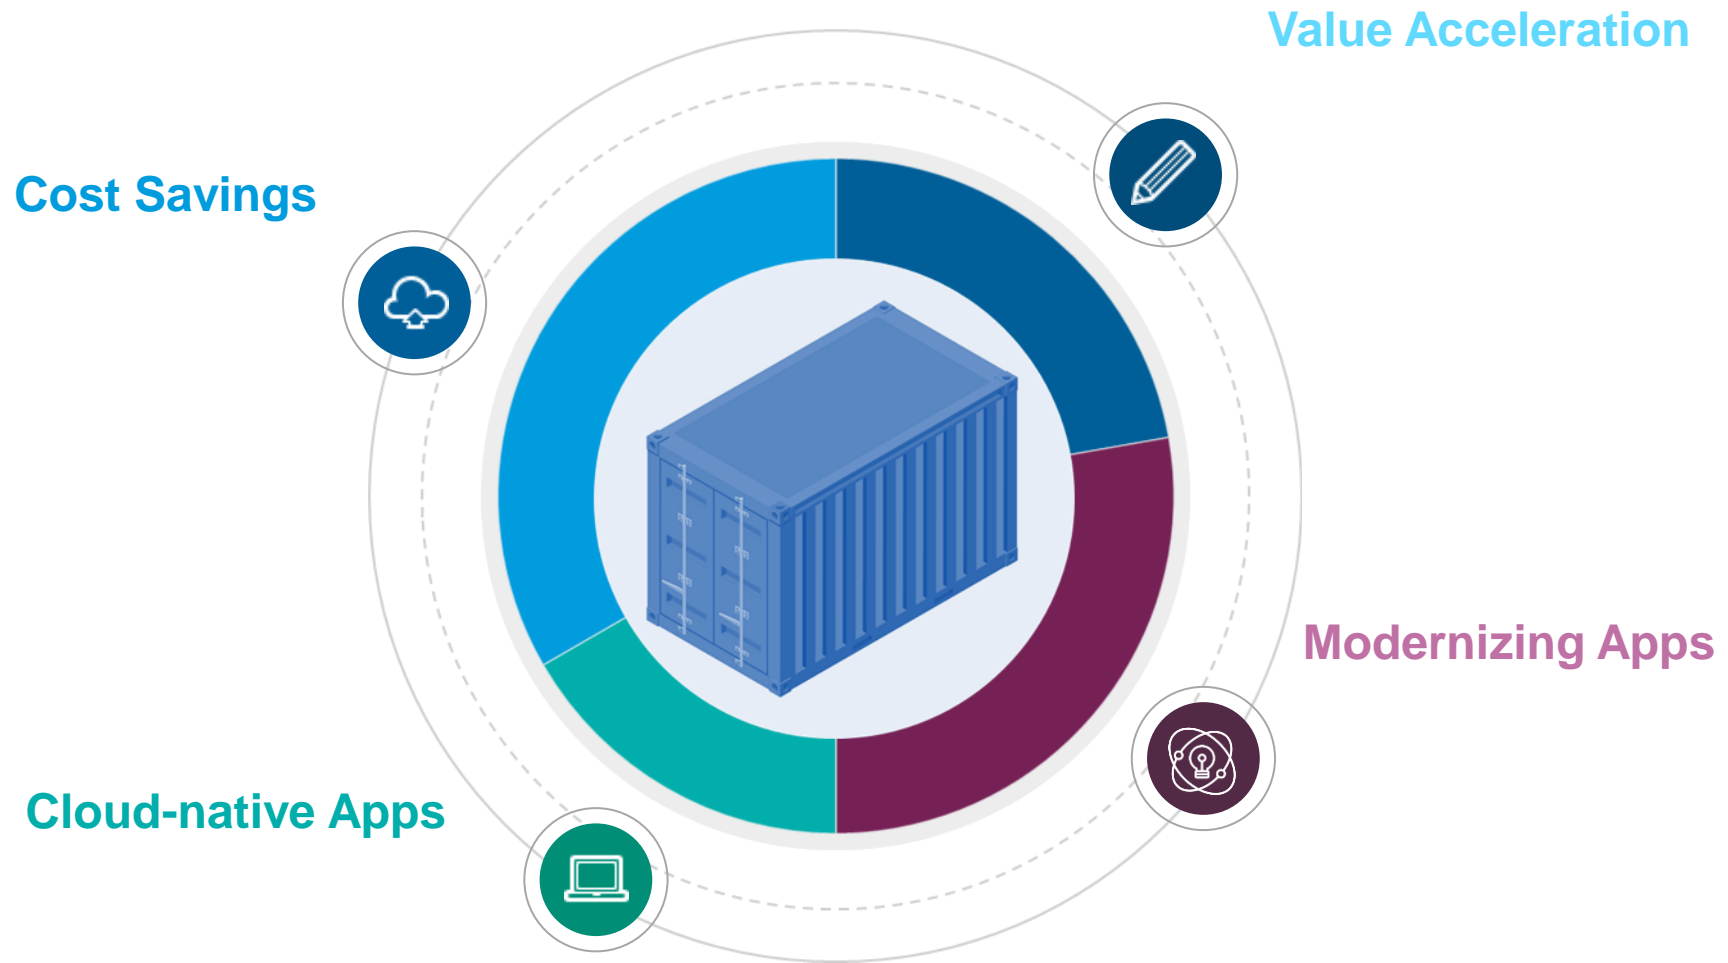 Value Acceleration
Cost Savings
Modernizing Apps
Cloud-native Apps